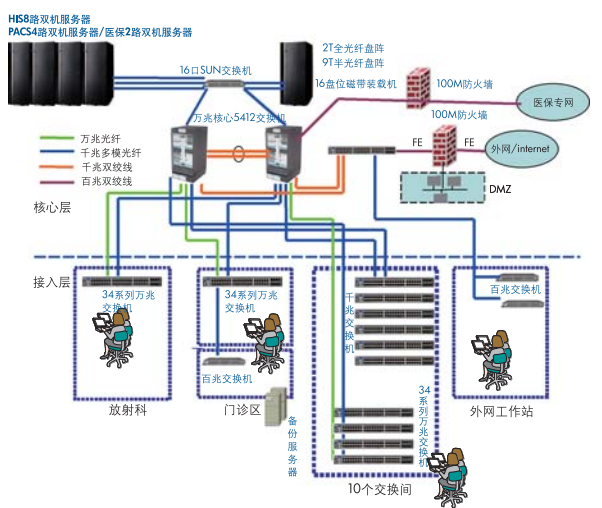 HIS8路双机服务器
PACS4路双机服务器/医保2路双机服务器
16口SUN交换机
2T全光纤盘阵
9T半光纤盘阵
16盘位磁带装载机
100M防火墙
医保专网
万兆核心5412交换机
100M防火墙
万兆光纤
千兆多模光纤
千兆双绞线
百兆双绞线
FE
FE
外网/internet
DMZ
核心层
接入层
34系列万兆
交换机
34系列万兆
交换机
千兆交换机
百兆交换机
百兆交换机
34系列万兆交换机
放射科
门诊区
备份服务器
外网工作站
10个交换间